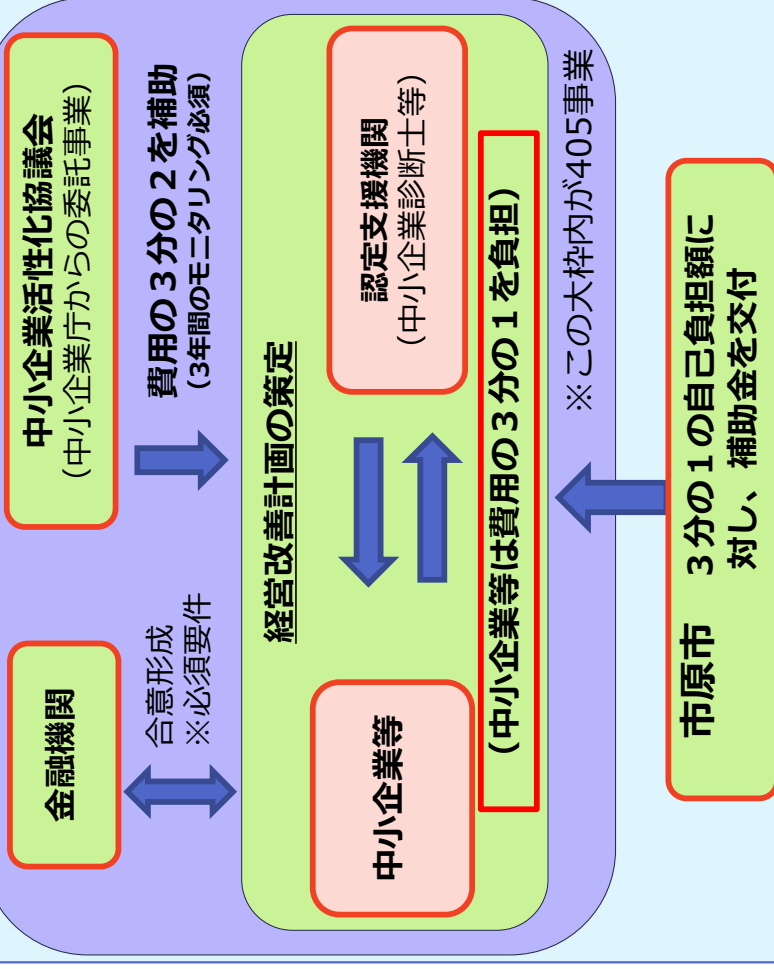 金融機関
合意形成
※必須要件
中小企業活性化協議会
（中小企業庁からの委託事業）
費用の３分の２を補助
（3年間のモニタリング必須）
経営改善計画の策定
中小企業等
認定支援機関
（中小企業診断士等）
（中小企業等は費用の３分の１を負担）
※この大枠内が405事業
市原市　３分の１の自己負担額に
対し、補助金を交付